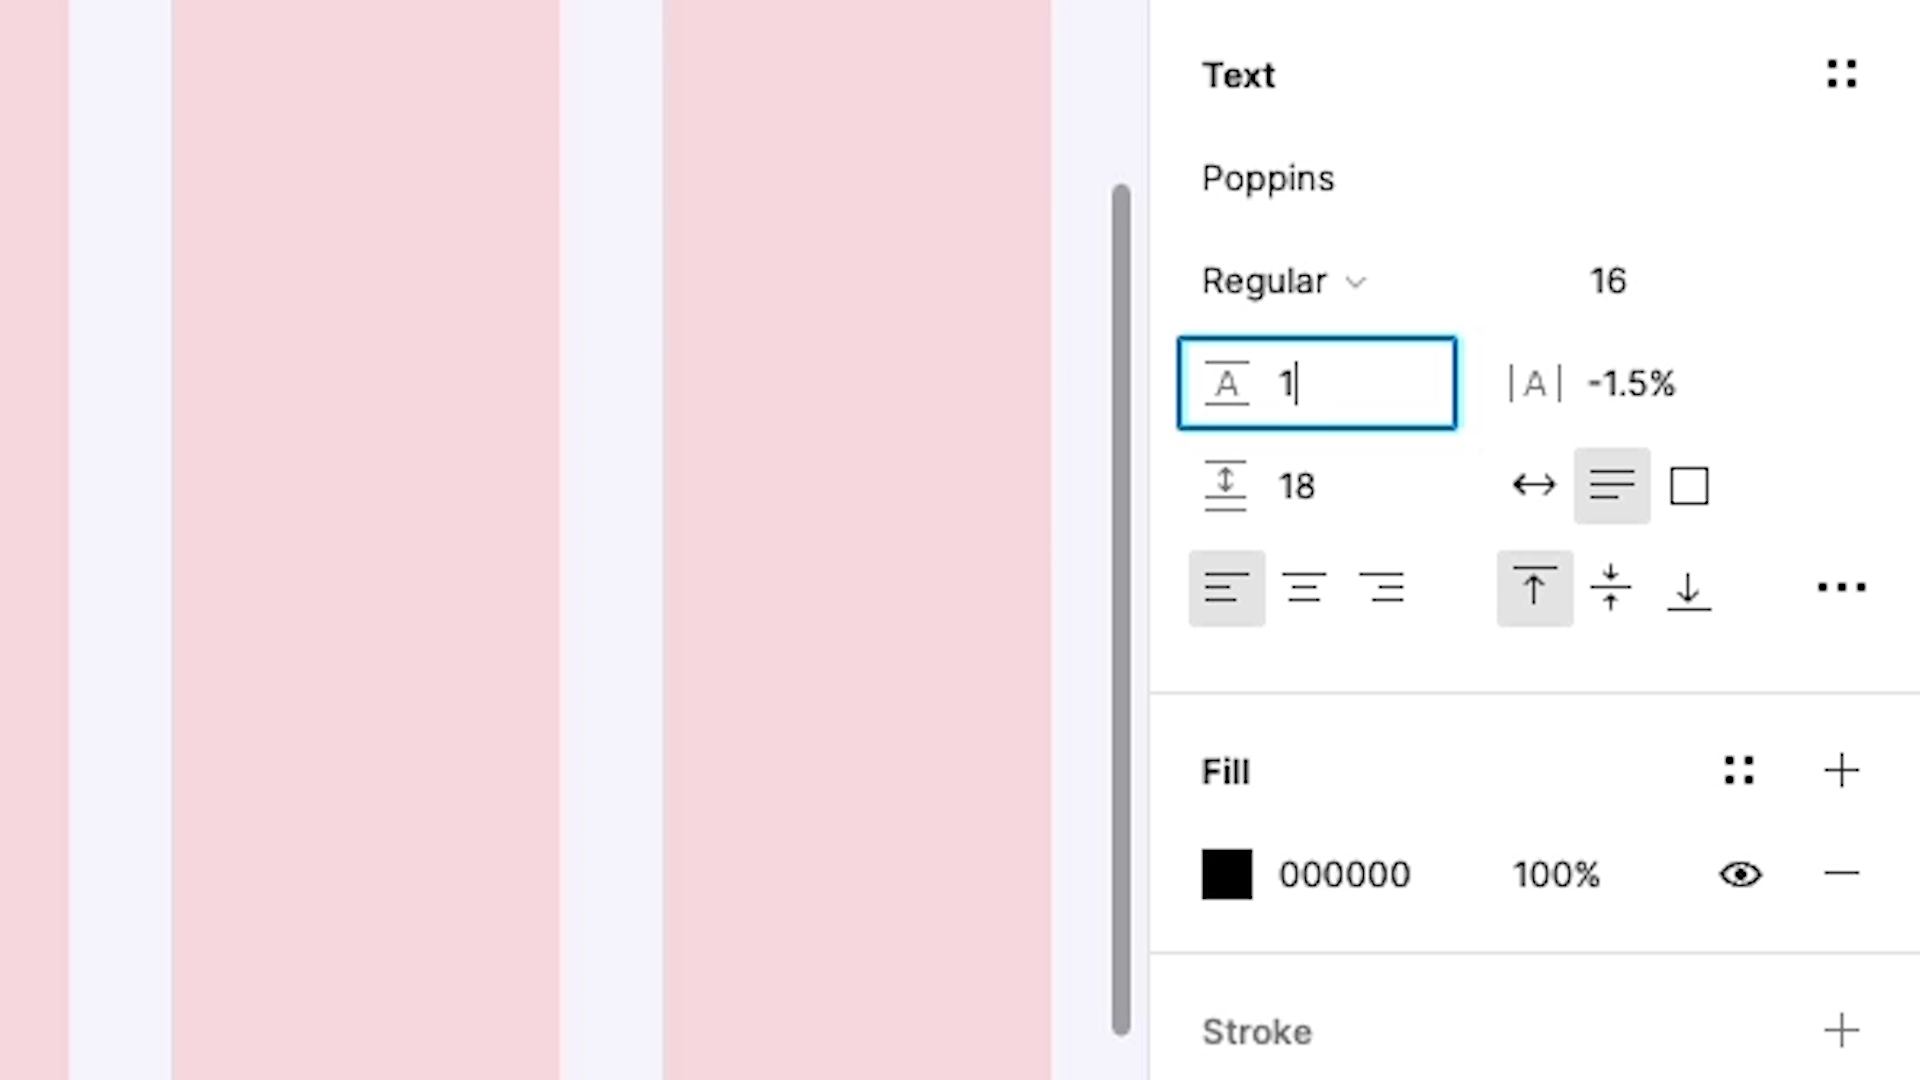 Text
Poppins
Regular 16
A 1 |A| -1.5%
18
Fill
000000 100%
Stroke